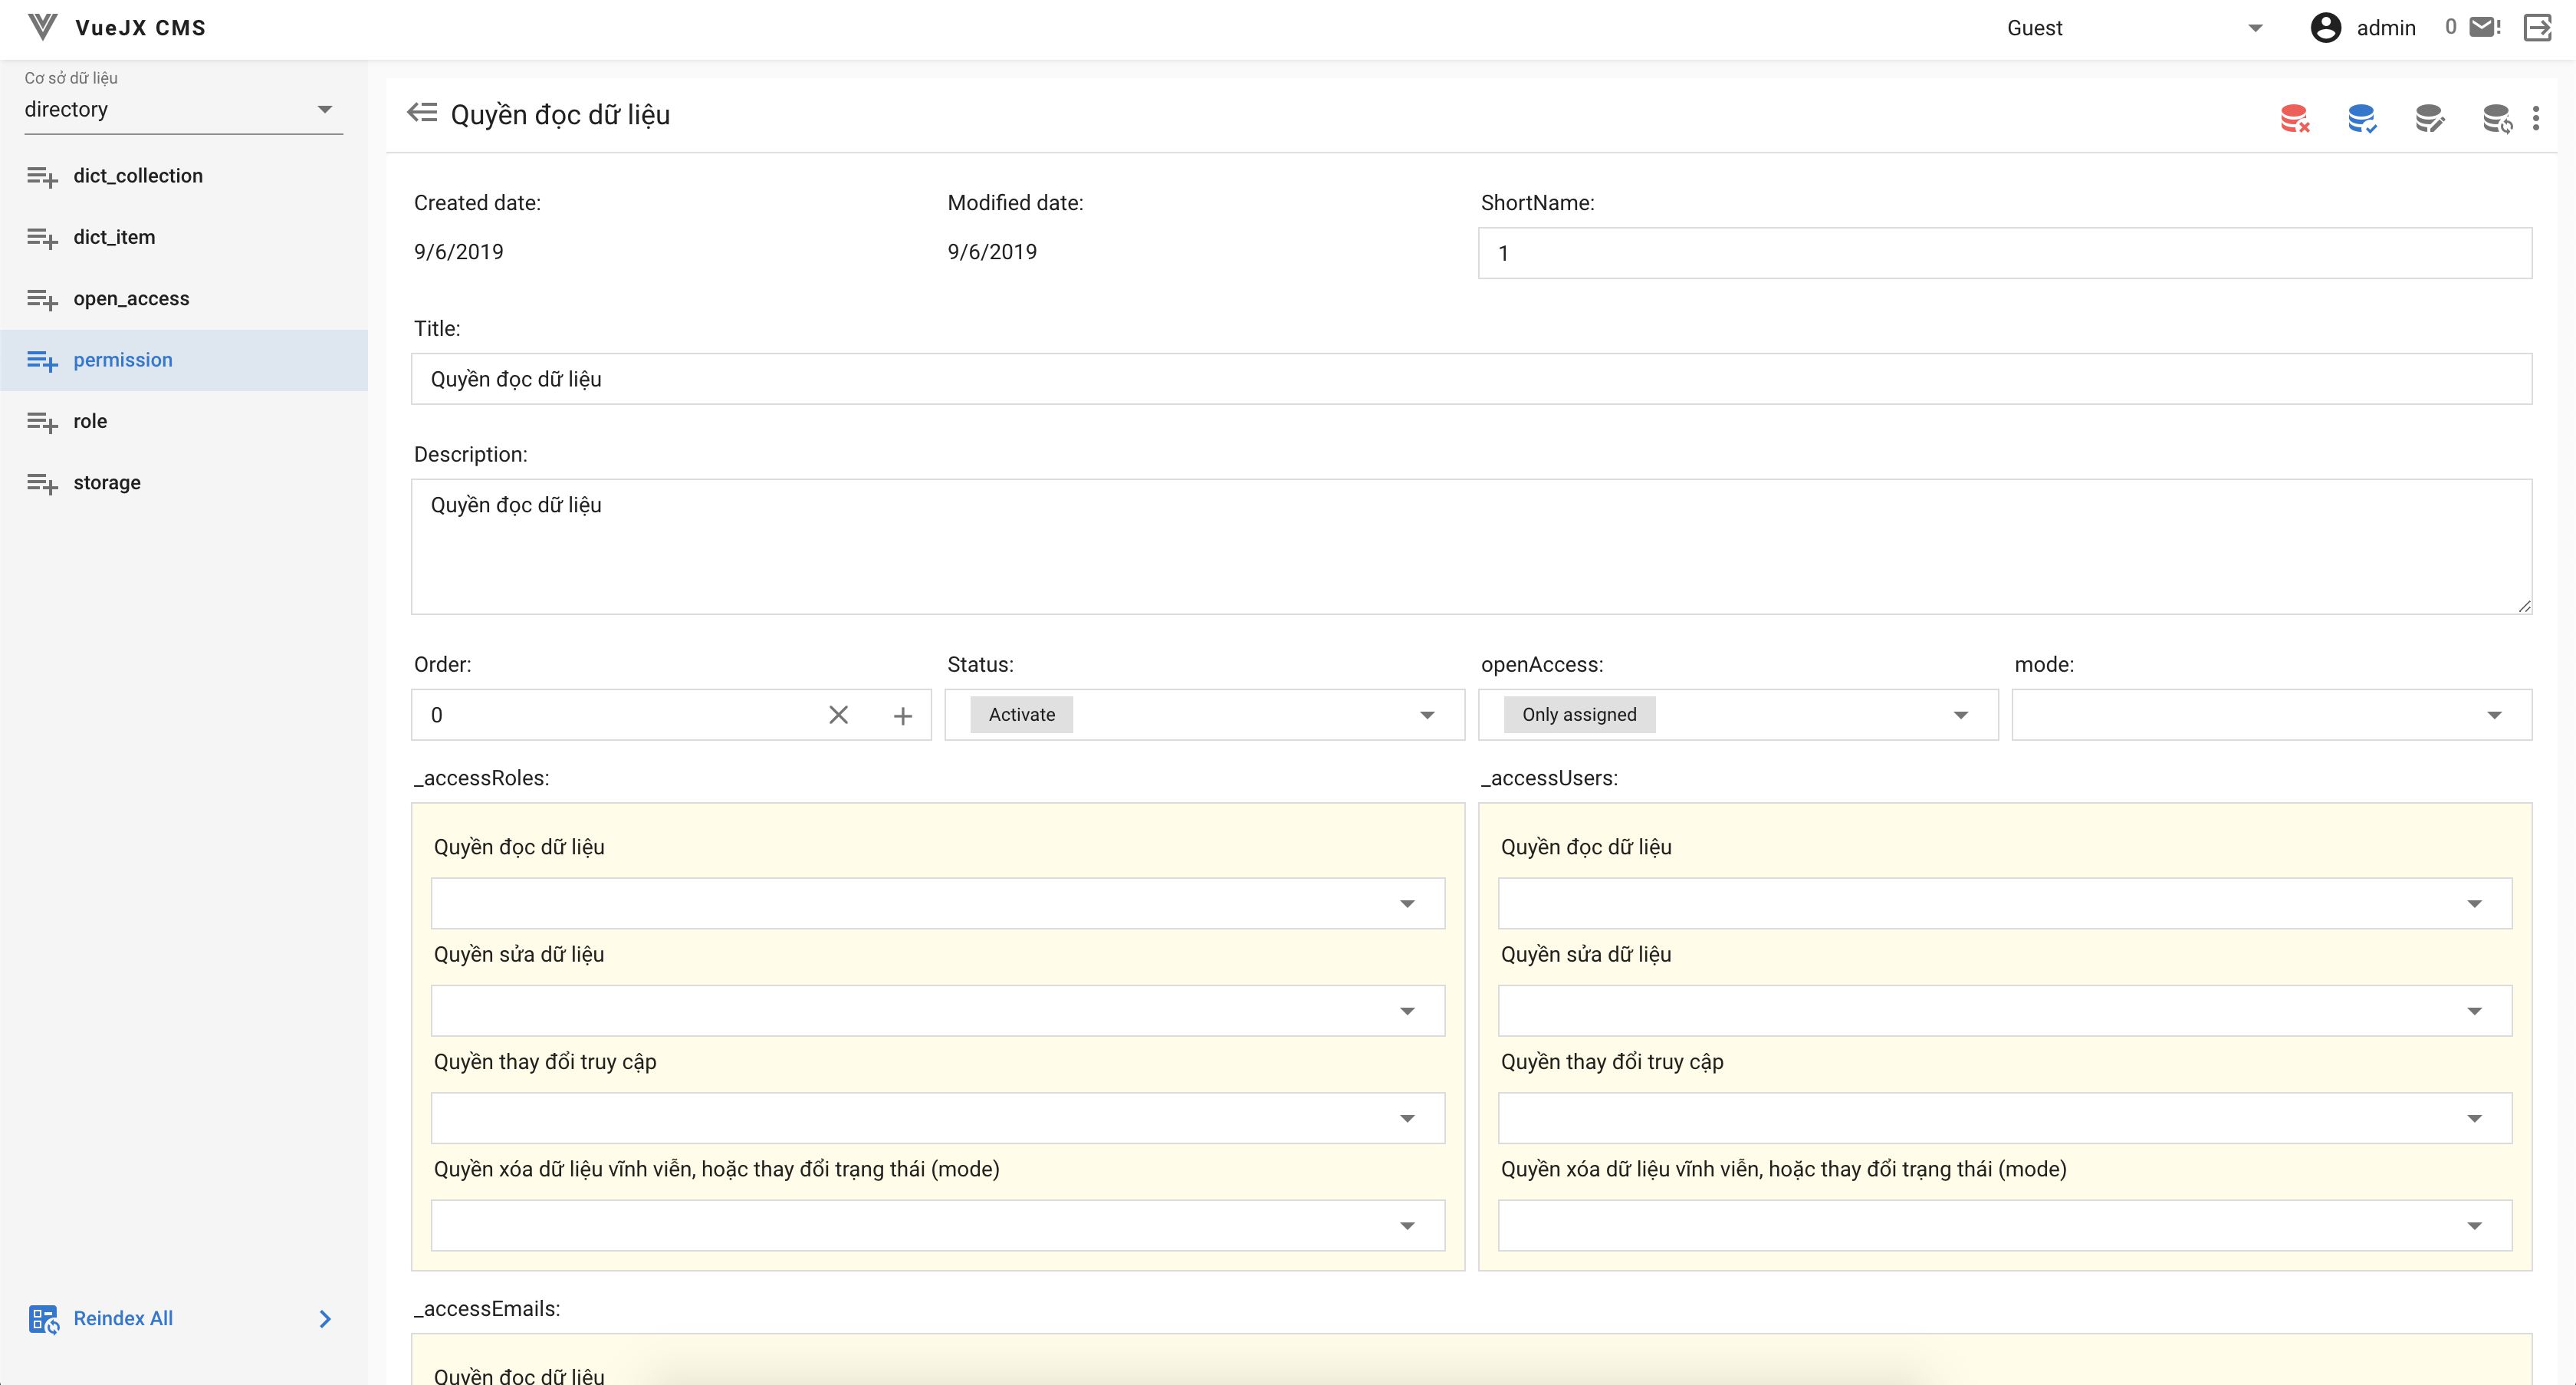 VueJX CMS
Guest
admin
0
Cơ sở dữ liệu
directory
dict_collection
dict_item
open_access
permission
role
storage
Reindex All
Quyền đọc dữ liệu
Created date:
Modified date:
ShortName:
9/6/2019
9/6/2019
1
Title:
Quyền đọc dữ liệu
Description:
Quyền đọc dữ liệu
Order:
Status:
openAccess:
mode:
0
Activate
Only assigned
_accessRoles:
_accessUsers:
Quyền đọc dữ liệu
Quyền đọc dữ liệu
Quyền sửa dữ liệu
Quyền sửa dữ liệu
Quyền thay đổi truy cập
Quyền thay đổi truy cập
Quyền xóa dữ liệu vĩnh viễn, hoặc thay đổi trạng thái (mode)
Quyền xóa dữ liệu vĩnh viễn, hoặc thay đổi trạng thái (mode)
_accessEmails:
Quyền đọc dữ liệu